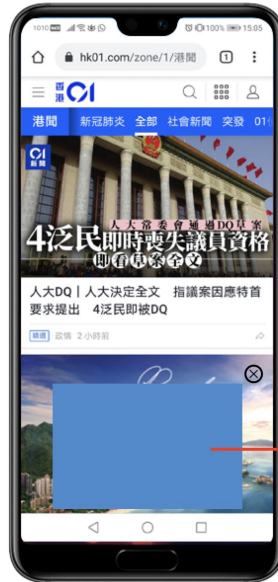 1010
100% 15:05
hk01.com/zone/1/港聞
1
香港01
港聞 新冠肺炎 全部 社會新聞 突發 01
01
新聞
人大常委會通過DQ草案
4泛民即時喪失議員資格
即看草案全文
人大DQ｜人大決定全文 指議案因應特首
要求提出 4泛民即被DQ
精選 政情 2小時前